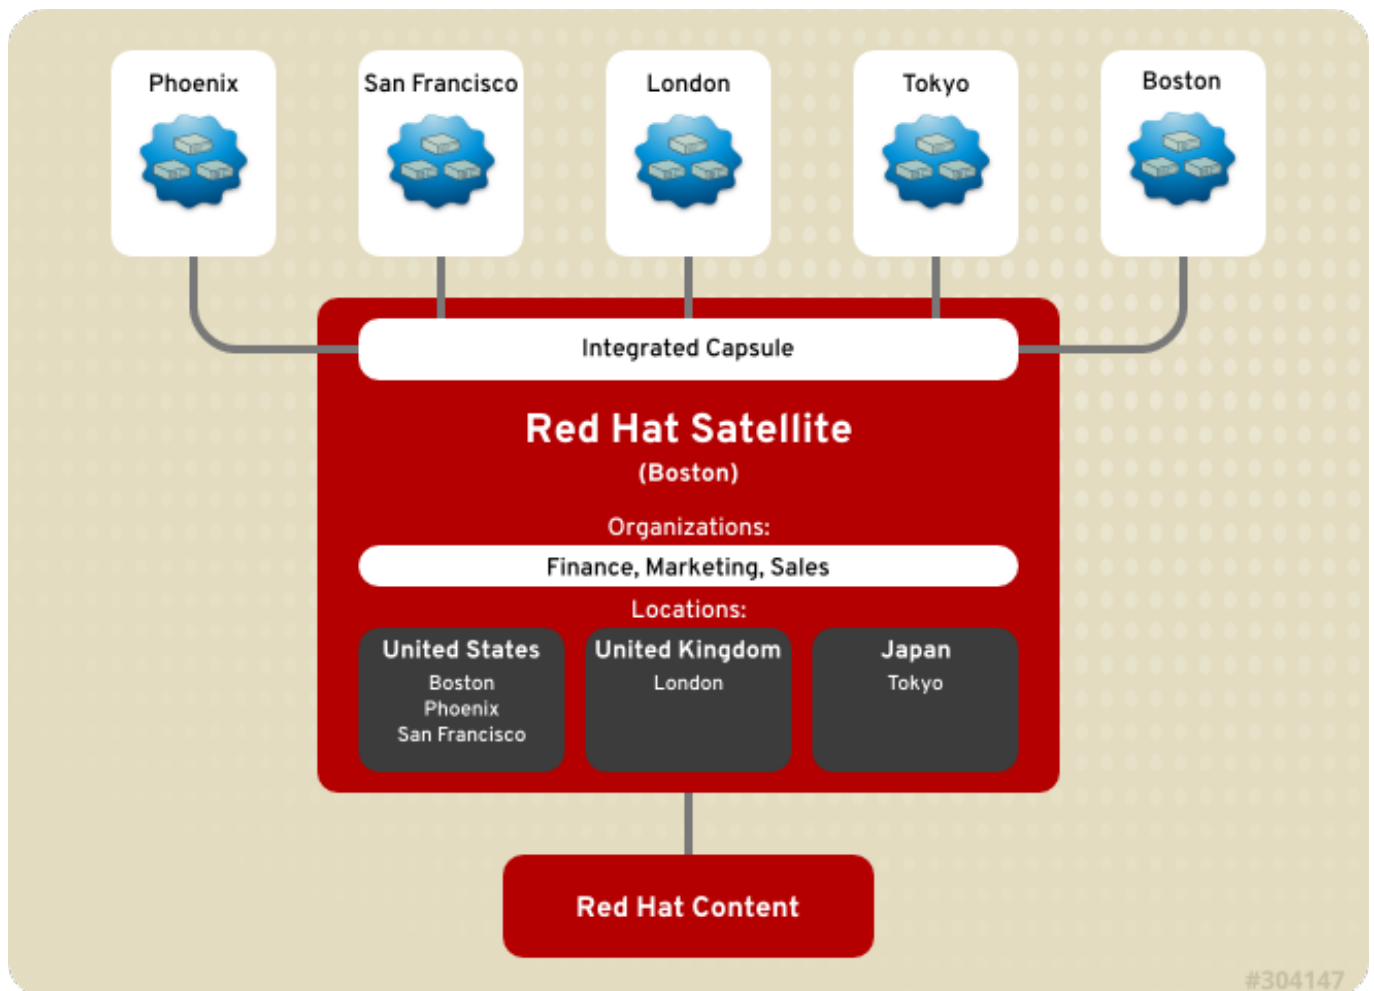 Phoenix
San Francisco
London
Tokyo
Boston
Integrated Capsule
Red Hat Satellite
(Boston)
Organizations:
Finance, Marketing, Sales
Locations:
United States
Boston
Phoenix
San Francisco
United Kingdom
London
Japan
Tokyo
Red Hat Content
#304147